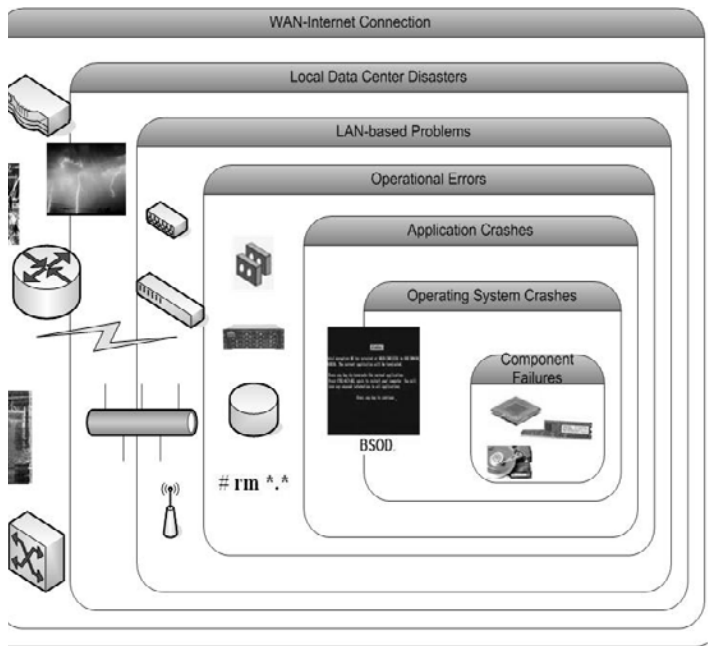 WAN-Internet Connection
Local Data Center Disasters
LAN-based Problems
Operational Errors
Application Crashes
Operating System Crashes
Component
Failures
BSOD.
# rm *.*